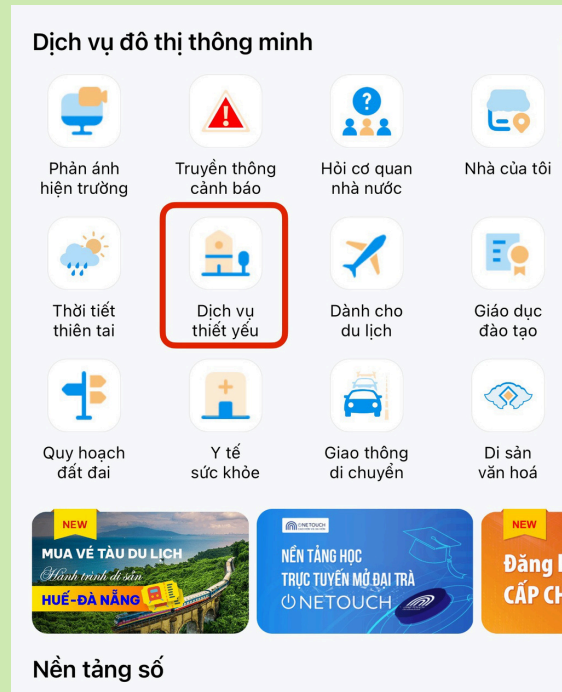 Dịch vụ đô thị thông minh
Phản ánh
hiện trường
Truyền thông
cảnh báo
Hỏi cơ quan
nhà nước
Nhà của tôi
Thời tiết
thiên tai
Dịch vụ
thiết yếu
Dành cho
du lịch
Giáo dục
đào tạo
Quy hoạch
đất đai
Y tế
sức khỏe
Giao thông
di chuyển
Di sản
văn hoá
NEW
MUA VÉ TÀU DU LỊCH
Hành trình di sản
HUẾ-ĐÀ NẴNG
ONETOUCH
NỀN TẢNG HỌC
TRỰC TUYẾN MỞ ĐẠI TRÀ
ONETOUCH
NEW
Đăng
CẤP
Nền tảng số